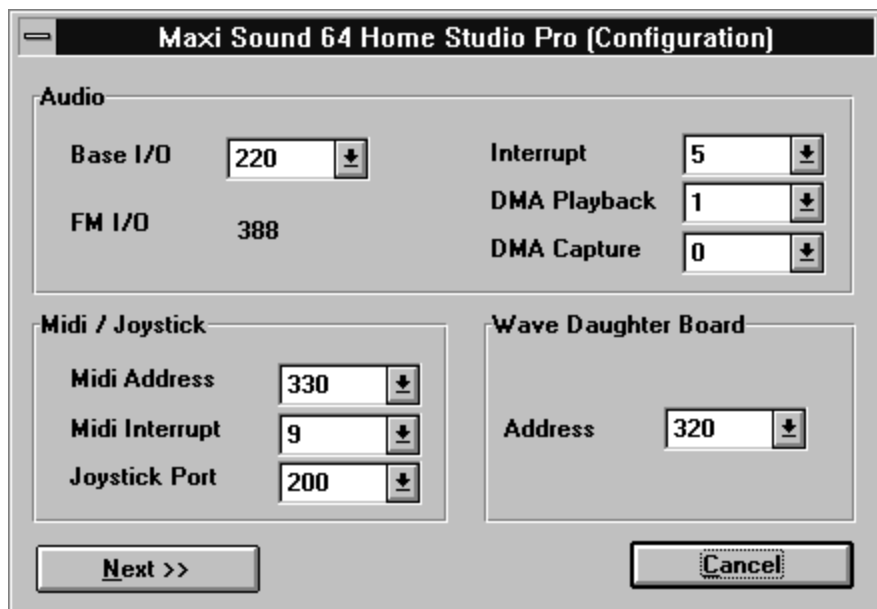 Maxi Sound 64 Home Studio Pro (Configuration)
Audio
Base I/O 220
FM I/O 388
Interrupt 5
DMA Playback 1
DMA Capture 0
Midi / Joystick
Midi Address 330
Midi Interrupt 9
Joystick Port 200
Wave Daughter Board
Address 320
Next >>
Cancel